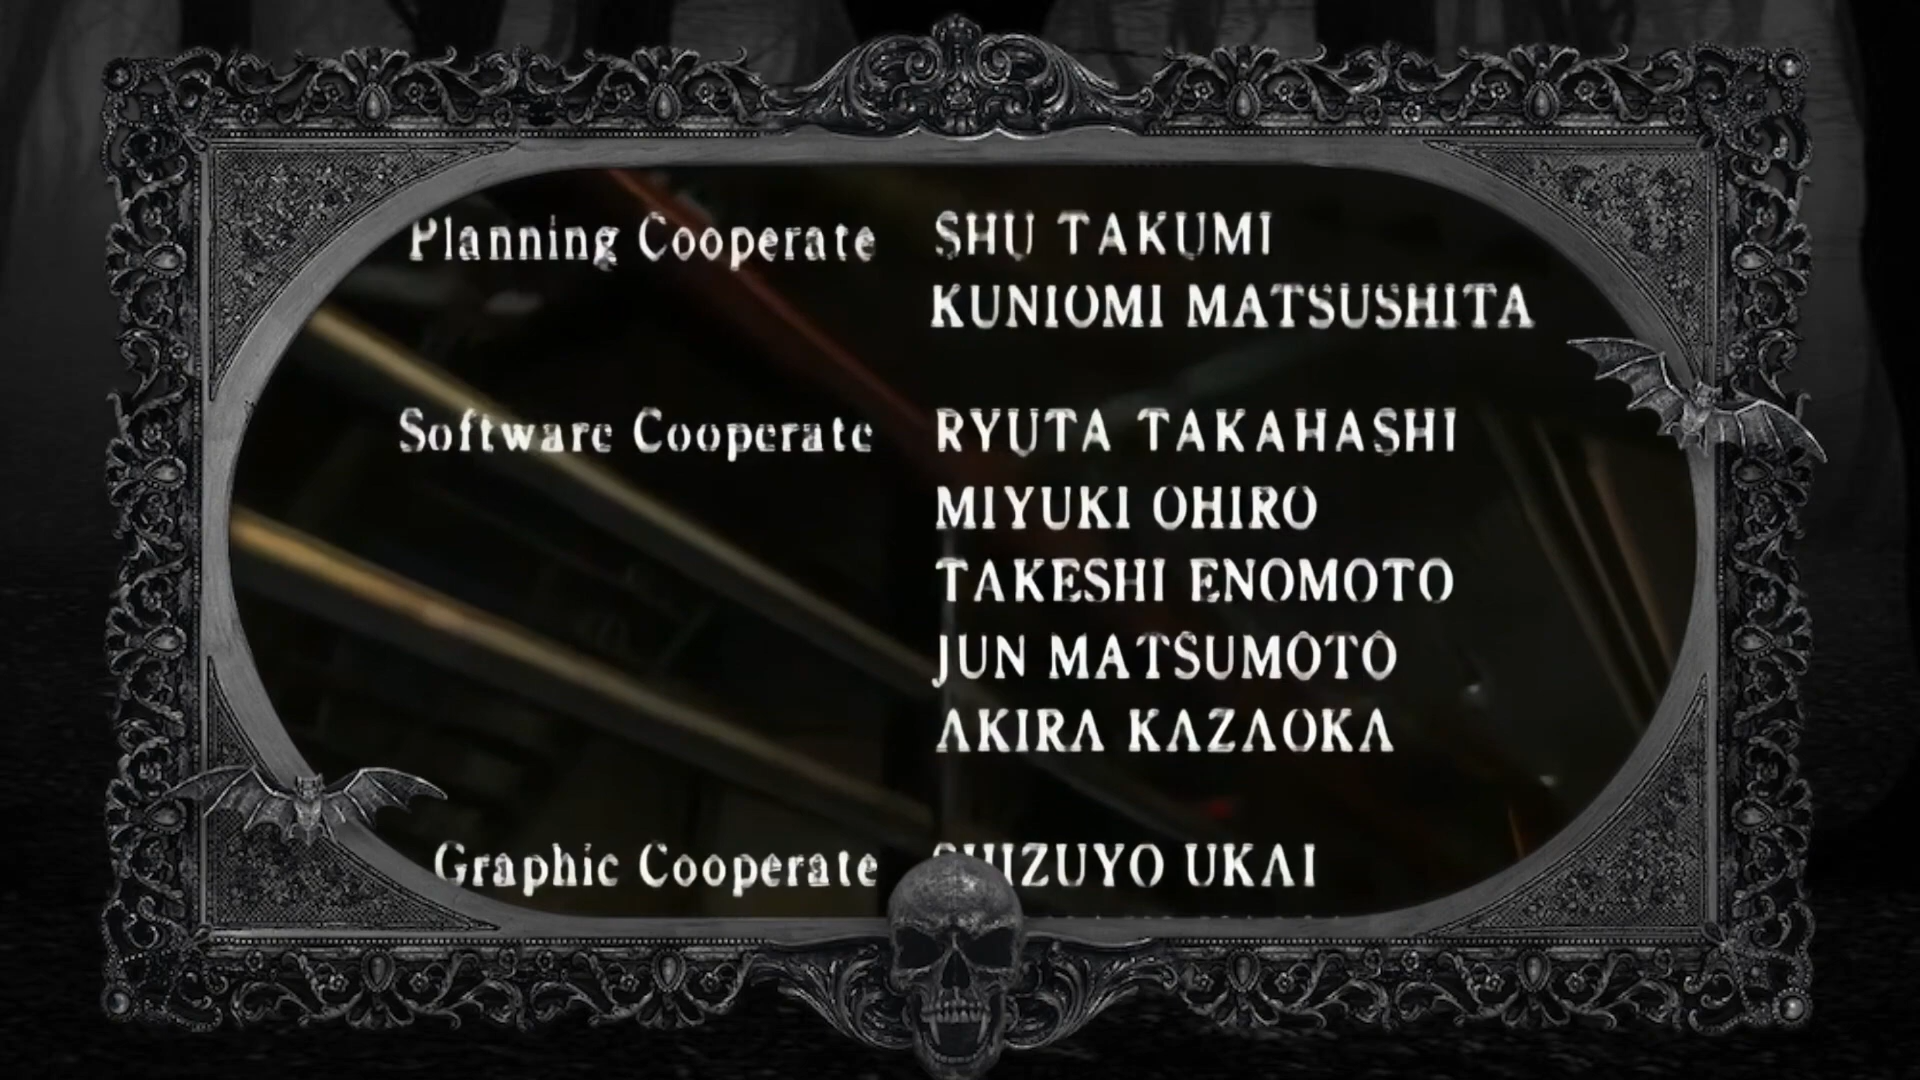 Planning Cooperate SHU TAKUMI
KUNIOMI MATSUSHITA
Software Cooperate RYUTA TAKAHASHI
MIYUKI OHIRO
TAKESHI ENOMOTO
JUN MATSUMOTO
AKIRA KAZAOKA
Graphic Cooperate SHIZUYO UKAI